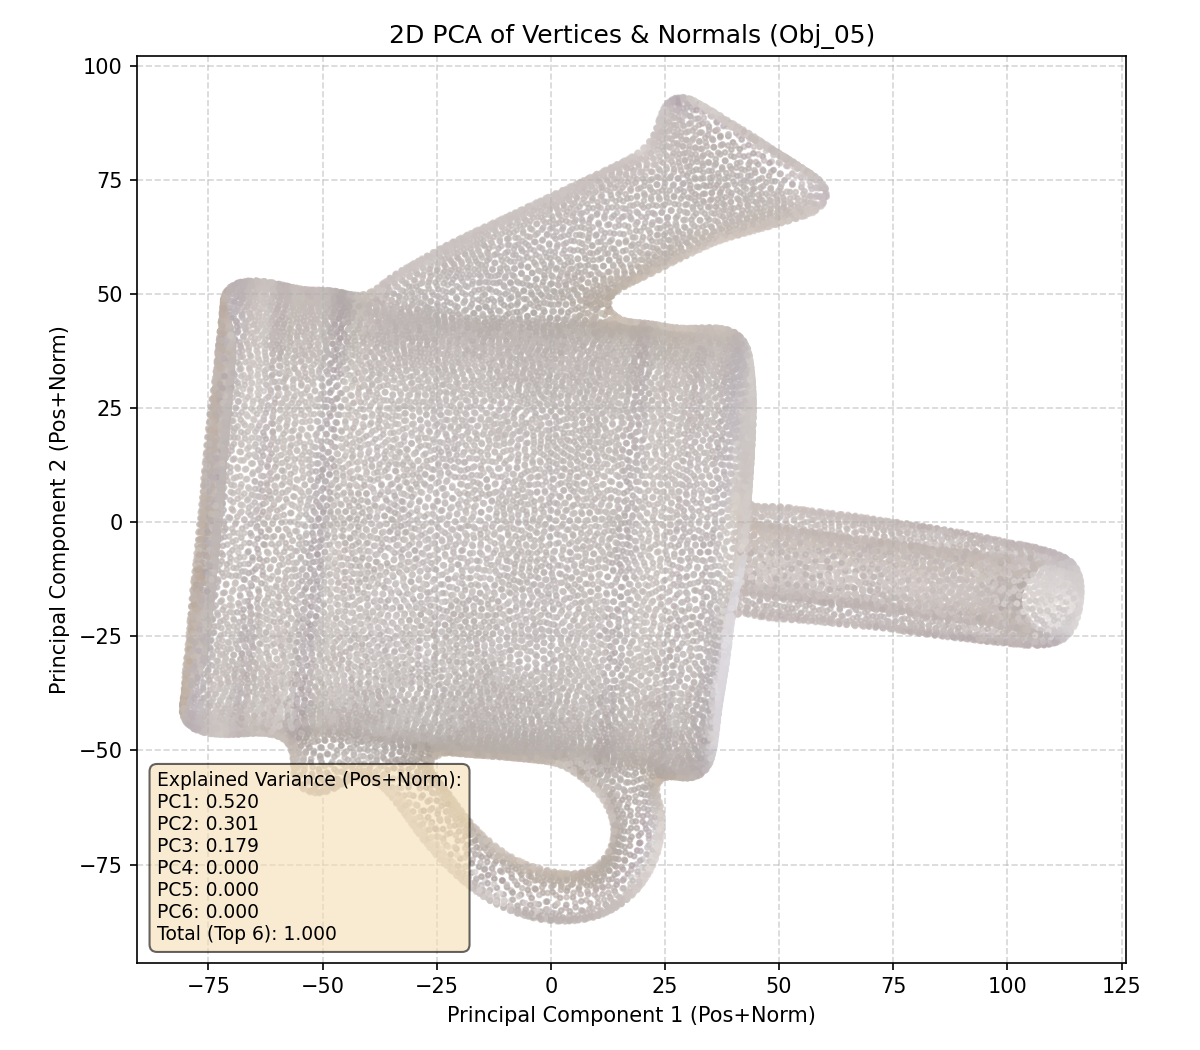 2D PCA of Vertices & Normals (Obj_05)
100
75
50
25
0
−25
−50
−75
Principal Component 2 (Pos+Norm)
Explained Variance (Pos+Norm):
PC1: 0.520
PC2: 0.301
PC3: 0.179
PC4: 0.000
PC5: 0.000
PC6: 0.000
Total (Top 6): 1.000
−75 −50 −25 0 25 50 75 100 125
Principal Component 1 (Pos+Norm)